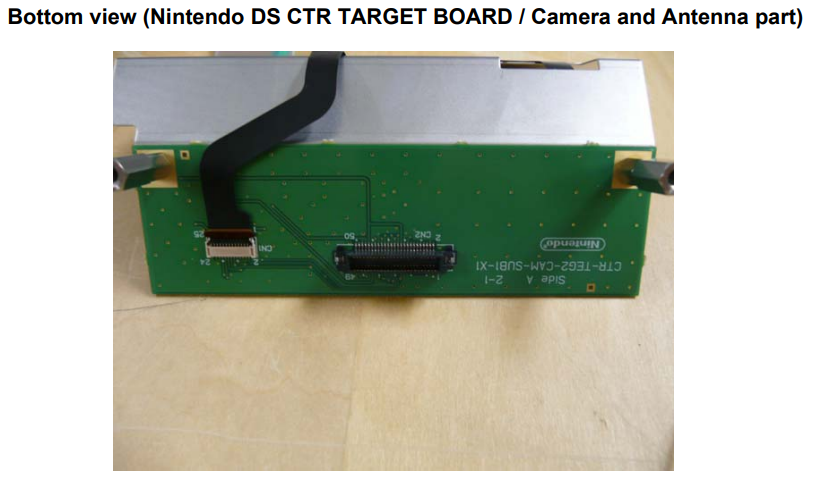 Bottom view (Nintendo DS CTR TARGET BOARD / Camera and Antenna part)
25
CN1
24
2
50
CN2
2
49
1
Nintendo
CTR-TEG2-CAM-SUB1-X1
Side A 2-1